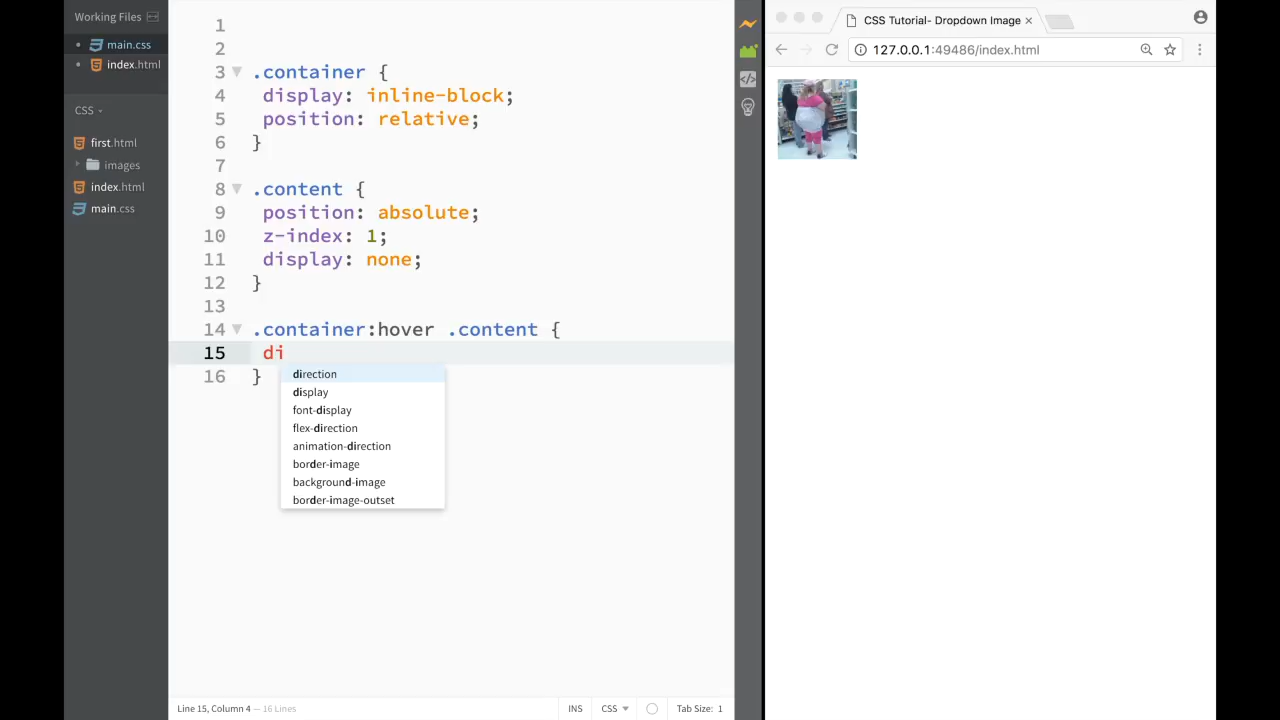 Working Files
main.css
index.html
CSS
first.html
images
index.html
main.css
1
2
3 .container {
4 display: inline-block;
5 position: relative;
6 }
7
8 .content {
9 position: absolute;
10 z-index: 1;
11 display: none;
12 }
13
14 .container:hover .content {
15 di
16 }
direction
display
font-display
flex-direction
animation-direction
border-image
background-image
border-image-outset
Line 15, Column 4 — 16 Lines
INS
CSS
Tab Size: 1
CSS Tutorial- Dropdown Image
127.0.0.1:49486/index.html